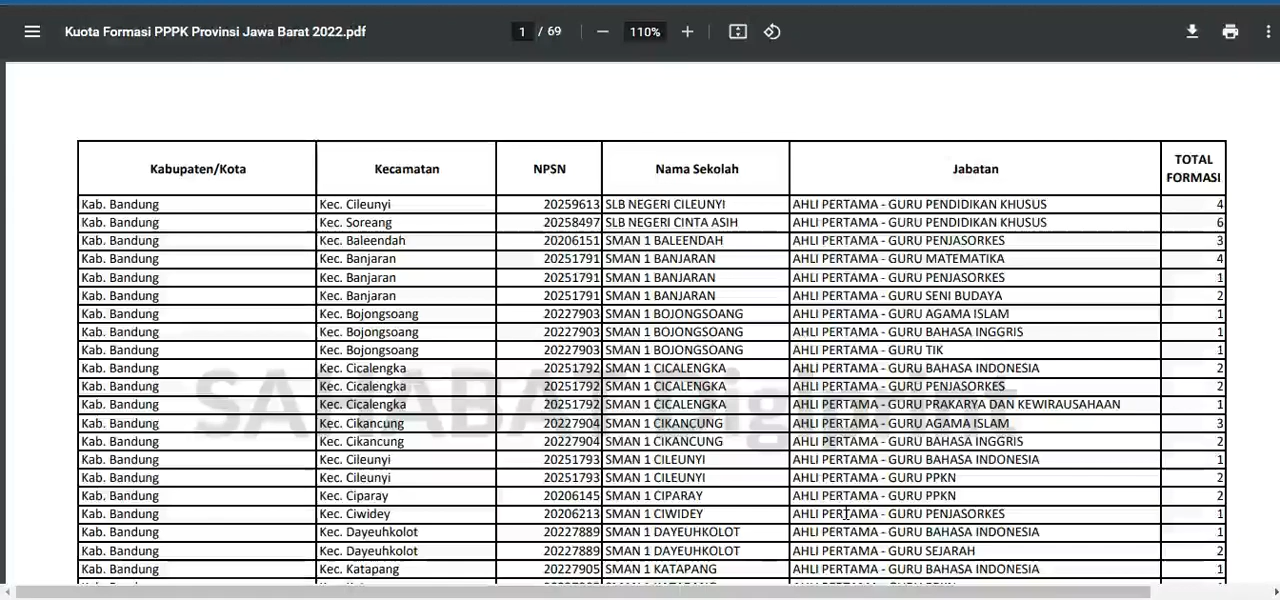 Kuota Formasi PPPK Provinsi Jawa Barat 2022.pdf 1 / 69 110%
Kabupaten/Kota Kecamatan NPSN Nama Sekolah Jabatan TOTAL FORMASI
Kab. Bandung Kec. Cileunyi 20259613 SLB NEGERI CILEUNYI AHLI PERTAMA - GURU PENDIDIKAN KHUSUS 4
Kab. Bandung Kec. Soreang 20258497 SLB NEGERI CINTA ASIH AHLI PERTAMA - GURU PENDIDIKAN KHUSUS 6
Kab. Bandung Kec. Baleendah 20206151 SMAN 1 BALEENDAH AHLI PERTAMA - GURU PENJASORKES 3
Kab. Bandung Kec. Banjaran 20251791 SMAN 1 BANJARAN AHLI PERTAMA - GURU MATEMATIKA 4
Kab. Bandung Kec. Banjaran 20251791 SMAN 1 BANJARAN AHLI PERTAMA - GURU PENJASORKES 1
Kab. Bandung Kec. Banjaran 20251791 SMAN 1 BANJARAN AHLI PERTAMA - GURU SENI BUDAYA 2
Kab. Bandung Kec. Bojongsoang 20227903 SMAN 1 BOJONGSOANG AHLI PERTAMA - GURU AGAMA ISLAM 1
Kab. Bandung Kec. Bojongsoang 20227903 SMAN 1 BOJONGSOANG AHLI PERTAMA - GURU BAHASA INGGRIS 1
Kab. Bandung Kec. Bojongsoang 20227903 SMAN 1 BOJONGSOANG AHLI PERTAMA - GURU TIK 1
Kab. Bandung Kec. Cicalengka 20251792 SMAN 1 CICALENGKA AHLI PERTAMA - GURU BAHASA INDONESIA 2
Kab. Bandung Kec. Cicalengka 20251792 SMAN 1 CICALENGKA AHLI PERTAMA - GURU PENJASORKES 2
Kab. Bandung Kec. Cicalengka 20251792 SMAN 1 CICALENGKA AHLI PERTAMA - GURU PRAKARYA DAN KEWIRAUSAHAAN 1
Kab. Bandung Kec. Cikancung 20227904 SMAN 1 CIKANCUNG AHLI PERTAMA - GURU AGAMA ISLAM 3
Kab. Bandung Kec. Cikancung 20227904 SMAN 1 CIKANCUNG AHLI PERTAMA - GURU BAHASA INGGRIS 2
Kab. Bandung Kec. Cileunyi 20251793 SMAN 1 CILEUNYI AHLI PERTAMA - GURU BAHASA INDONESIA 1
Kab. Bandung Kec. Cileunyi 20251793 SMAN 1 CILEUNYI AHLI PERTAMA - GURU PPKN 2
Kab. Bandung Kec. Ciparay 20206145 SMAN 1 CIPARAY AHLI PERTAMA - GURU PPKN 2
Kab. Bandung Kec. Ciwidey 20206213 SMAN 1 CIWIDEY AHLI PERTAMA - GURU PENJASORKES 1
Kab. Bandung Kec. Dayeuhkolot 20227889 SMAN 1 DAYEUHKOLOT AHLI PERTAMA - GURU BAHASA INDONESIA 1
Kab. Bandung Kec. Dayeuhkolot 20227889 SMAN 1 DAYEUHKOLOT AHLI PERTAMA - GURU SEJARAH 2
Kab. Bandung Kec. Katapang 20227905 SMAN 1 KATAPANG AHLI PERTAMA - GURU BAHASA INDONESIA 1